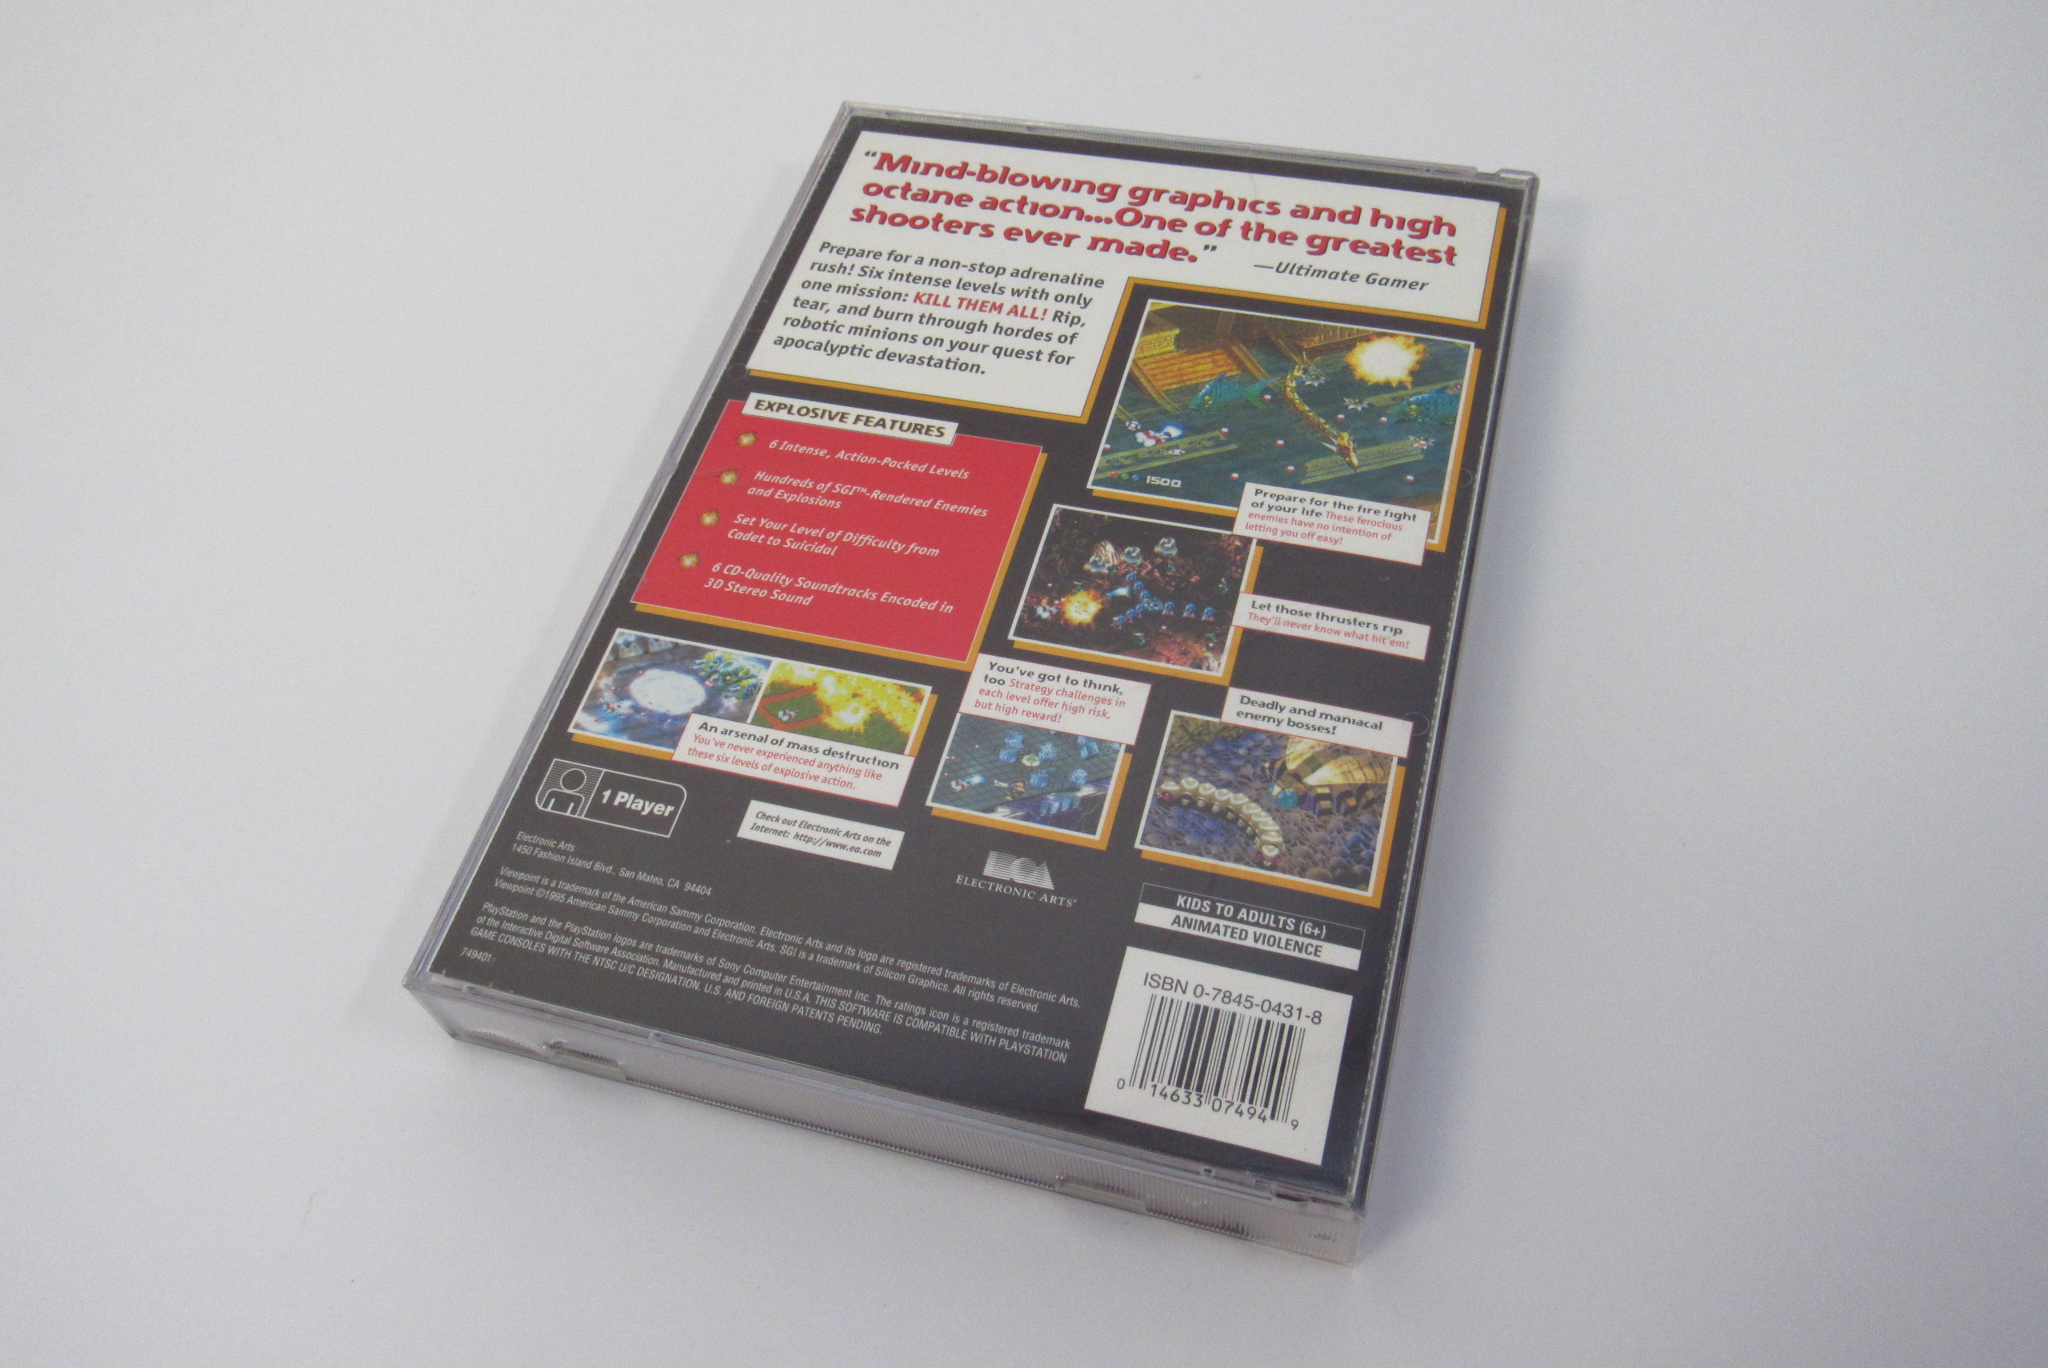 “Mind-blowing graphics and high
octane action...One of the greatest
shooters ever made.”
—Ultimate Gamer
Prepare for a non-stop adrenaline
rush! Six intense levels with only
one mission: KILL THEM ALL! Rip,
tear, and burn through hordes of
robotic minions on your quest for
apocalyptic devastation.
EXPLOSIVE FEATURES
6 Intense, Action-Packed Levels
Hundreds of SGI™-Rendered Enemies
and Explosions
Set Your Level of Difficulty from
Cadet to Suicidal
6 CD-Quality Soundtracks Encoded in
3D Stereo Sound
1500
Prepare for the fire fight
of your life These ferocious
enemies have no intention of
letting you off easy!
Let those thrusters rip
They'll never know what hit'em!
You've got to think,
too Strategy challenges in
each level offer high risk,
but high reward!
Deadly and maniacal
enemy bosses!
An arsenal of mass destruction
You've never experienced anything like
these six levels of explosive action.
1 Player
Check out Electronic Arts on the
Internet: http://www.ea.com
ELECTRONIC ARTS®
Electronic Arts
1450 Fashion Island Blvd., San Mateo, CA 94404
Viewpoint is a trademark of the American Sammy Corporation. Electronic Arts and its logo are registered trademarks of Electronic Arts.
Viewpoint ©1995 American Sammy Corporation and Electronic Arts. SGI is a trademark of Silicon Graphics. All rights reserved.
PlayStation and the PlayStation logos are trademarks of Sony Computer Entertainment Inc. The ratings icon is a registered trademark
of the Interactive Digital Software Association. Manufactured and printed in U.S.A. THIS SOFTWARE IS COMPATIBLE WITH PLAYSTATION
GAME CONSOLES WITH THE NTSC U/C DESIGNATION. U.S. AND FOREIGN PATENTS PENDING.
749401
KIDS TO ADULTS (6+)
ANIMATED VIOLENCE
ISBN 0-7845-0431-8
0 14633 07494 9